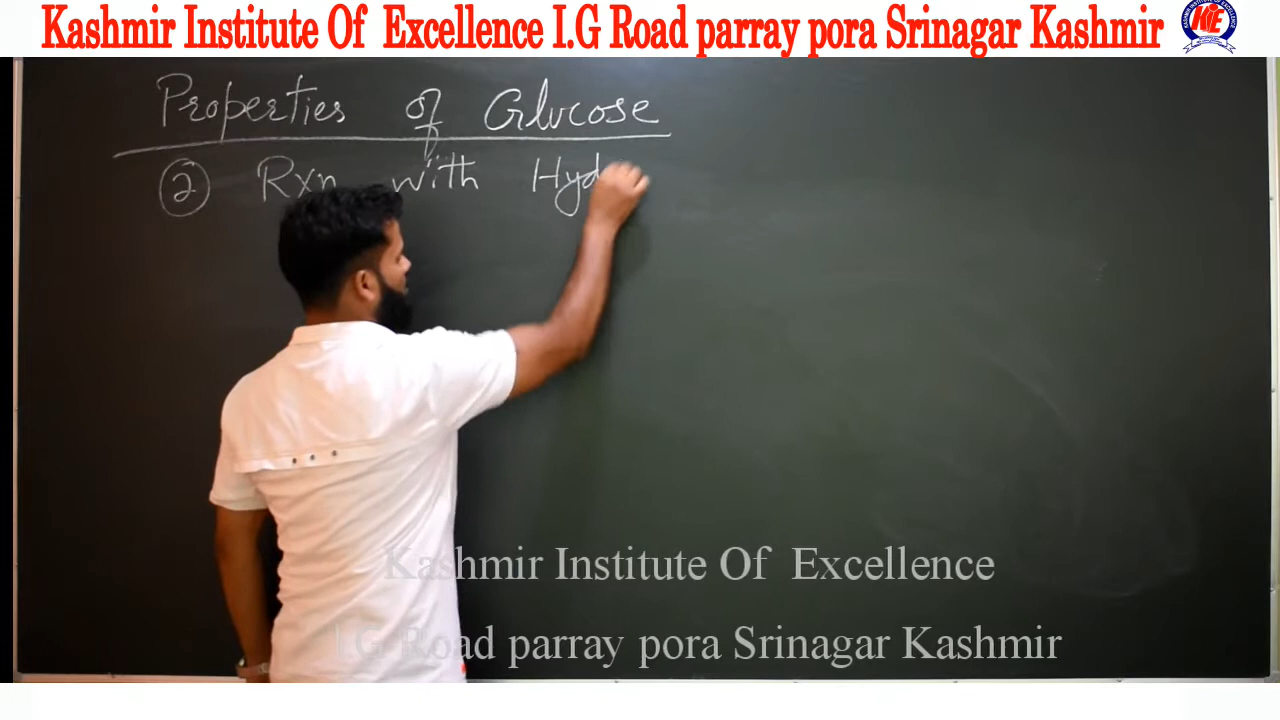 Kashmir Institute Of Excellence I.G Road parray pora Srinagar Kashmir
KIE
Properties of Glucose
② Rxn with Hyd
Kashmir Institute Of Excellence
I.G Road parray pora Srinagar Kashmir